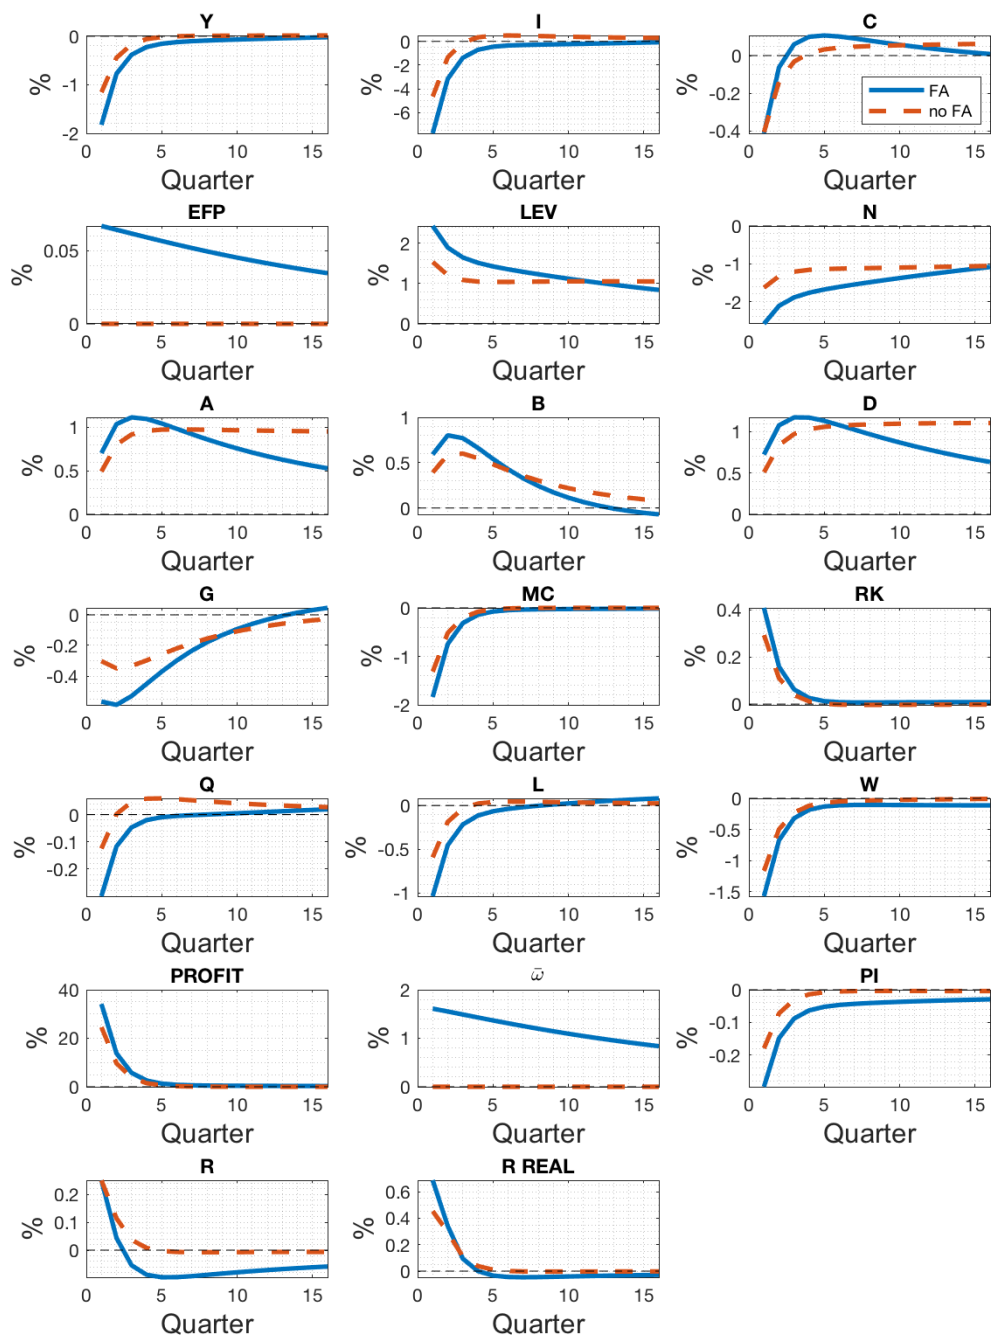 Y I C
0
-1
-2
%
0 5 10 15
Quarter
0
-2
-4
-6
%
0 5 10 15
Quarter
0
-0.2
-0.4
%
0 5 10 15
Quarter
FA
no FA
EFP LEV N
0.05
0
%
0 5 10 15
Quarter
2
1
0
%
0 5 10 15
Quarter
0
-1
-2
%
0 5 10 15
Quarter
A B D
1
0.5
0
%
0 5 10 15
Quarter
1
0.5
0
%
0 5 10 15
Quarter
1
0.5
0
%
0 5 10 15
Quarter
G MC RK
0
-0.2
-0.4
%
0 5 10 15
Quarter
0
-1
-2
%
0 5 10 15
Quarter
0.4
0.2
0
%
0 5 10 15
Quarter
Q L W
0
-0.1
-0.2
%
0 5 10 15
Quarter
0
-0.5
-1
%
0 5 10 15
Quarter
0
-0.5
-1
-1.5
%
0 5 10 15
Quarter
PROFIT ω̄ PI
40
20
0
%
0 5 10 15
Quarter
2
1
0
%
0 5 10 15
Quarter
0
-0.1
-0.2
%
0 5 10 15
Quarter
R R REAL
0.2
0.1
0
%
0 5 10 15
Quarter
0.6
0.4
0.2
0
%
0 5 10 15
Quarter